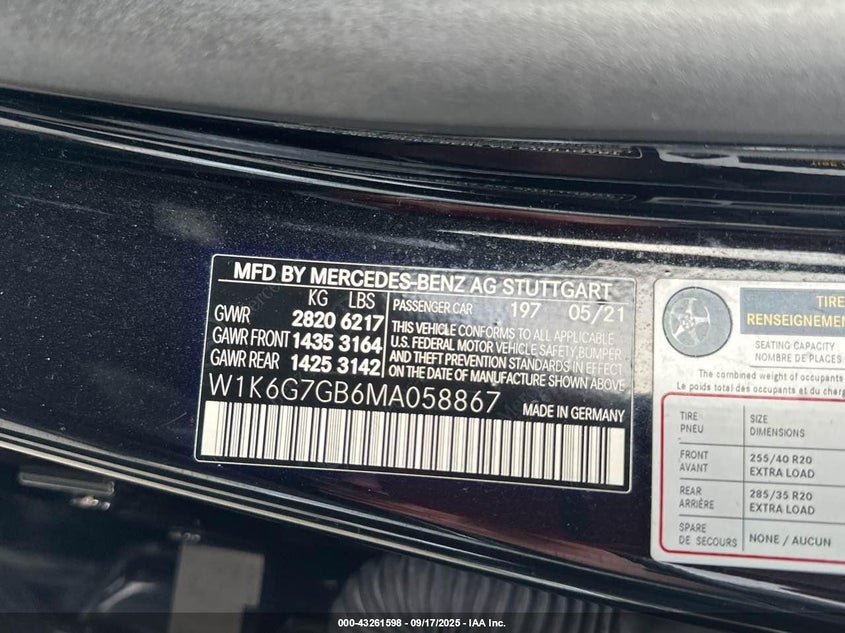 MFD BY MERCEDES-BENZ AG STUTTGART
KG LBS
GVWR 2820 6217
GAWR FRONT 1435 3164
GAWR REAR 1425 3142
PASSENGER CAR 197 05/21
THIS VEHICLE CONFORMS TO ALL APPLICABLE
U.S. FEDERAL MOTOR VEHICLE SAFETY, BUMPER
AND THEFT PREVENTION STANDARDS IN EFFECT
ON THE DATE OF MANUFACTURE SHOWN ABOVE.
W1K6G7GB6MA058867
MADE IN GERMANY
TIRE
RENSEIGNEMEN
SEATING CAPACITY
NOMBRE DE PLACES
The combined weight of occupants
Le poids total des occupants
TIRE
PNEU
SIZE
DIMENSIONS
FRONT
AVANT
255/40 R20
EXTRA LOAD
REAR
ARRIÈRE
285/35 R20
EXTRA LOAD
SPARE
DE SECOURS
NONE / AUCUN
000-43261598 - 09/17/2025 - IAA Inc.